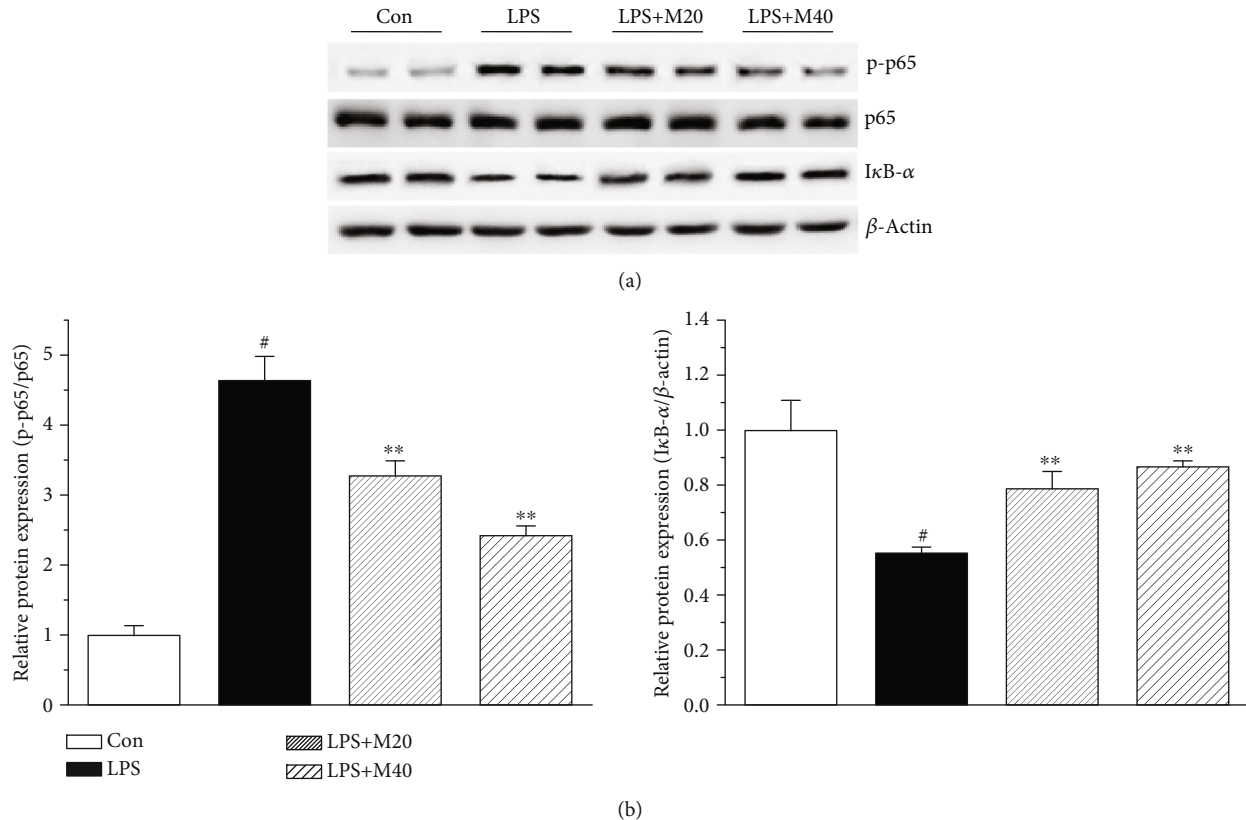 Con LPS LPS+M20 LPS+M40
p-p65
p65
IκB-α
β-Actin
(a)
Relative protein expression (p-p65/p65)
5
4
3
2
1
0
#
**
**
Relative protein expression (IκB-α/β-actin)
1.4
1.2
1.0
0.8
0.6
0.4
0.2
0.0
#
**
**
Con
LPS
LPS+M20
LPS+M40
(b)